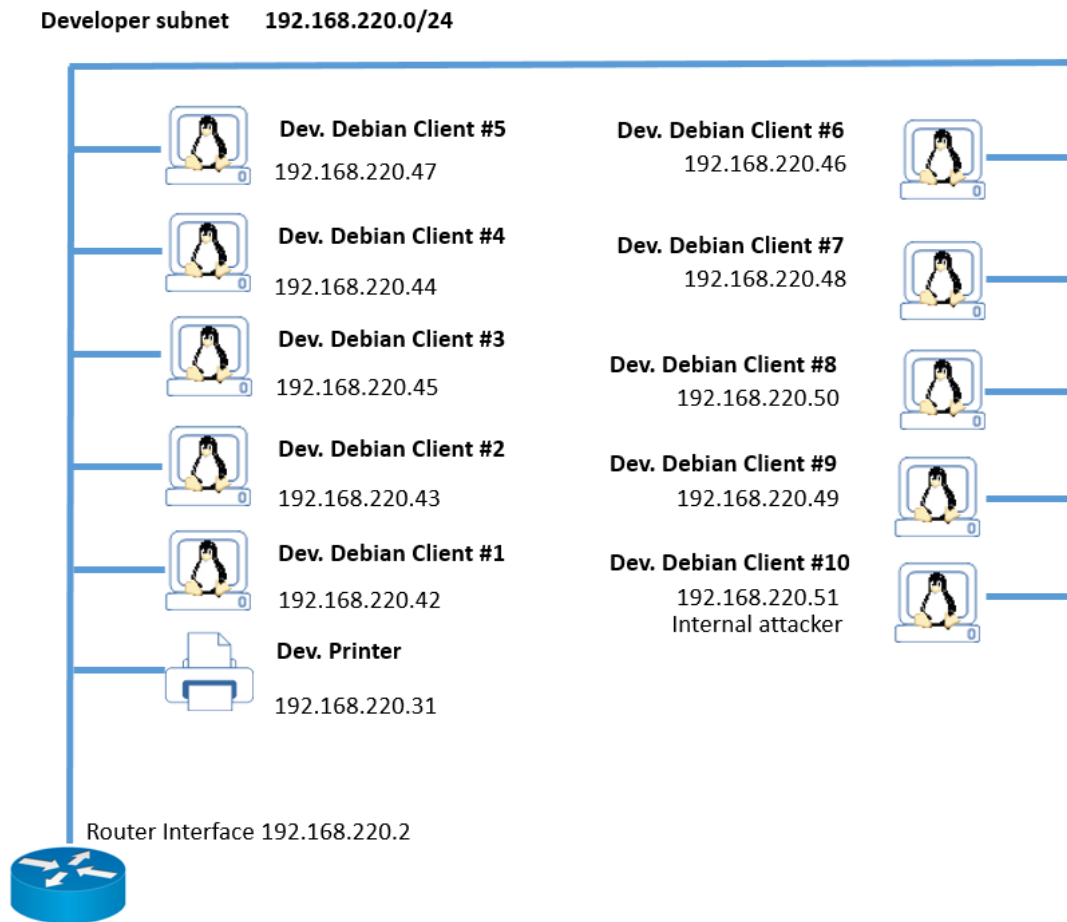 Developer subnet 192.168.220.0/24
Dev. Debian Client #5
192.168.220.47
Dev. Debian Client #4
192.168.220.44
Dev. Debian Client #3
192.168.220.45
Dev. Debian Client #2
192.168.220.43
Dev. Debian Client #1
192.168.220.42
Dev. Printer
192.168.220.31
Dev. Debian Client #6
192.168.220.46
Dev. Debian Client #7
192.168.220.48
Dev. Debian Client #8
192.168.220.50
Dev. Debian Client #9
192.168.220.49
Dev. Debian Client #10
192.168.220.51
Internal attacker
Router Interface 192.168.220.2